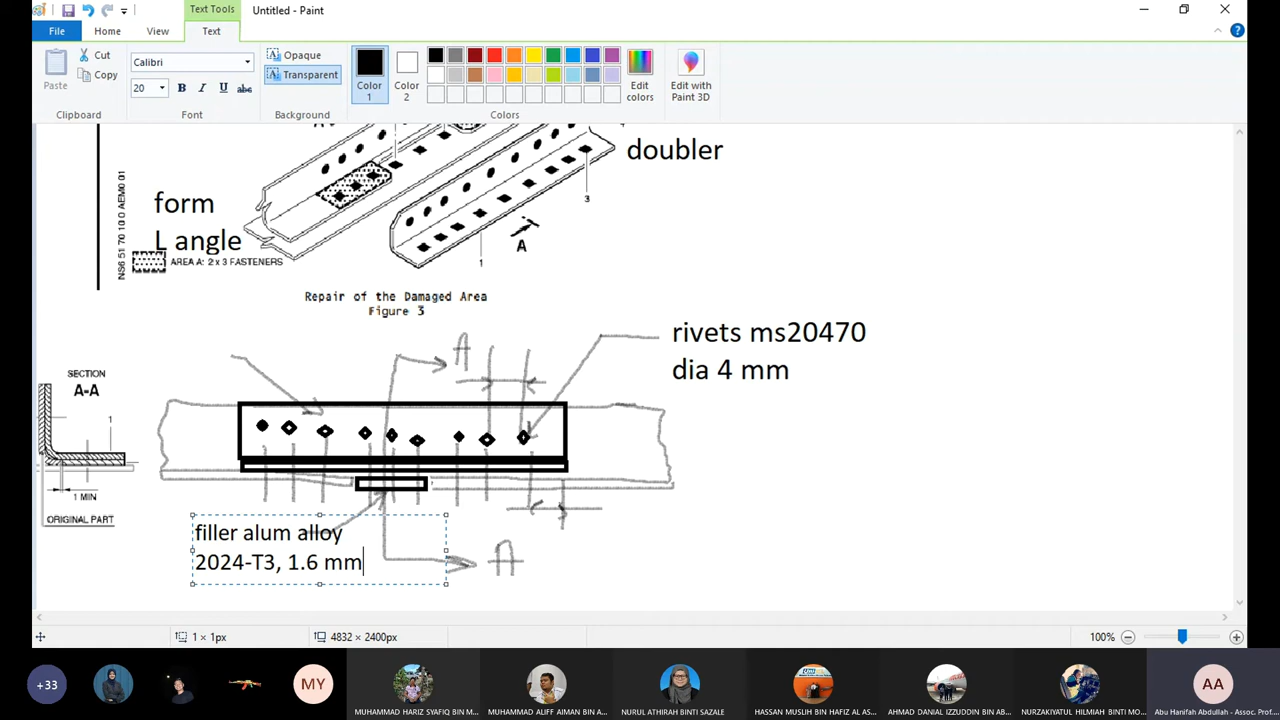 Text Tools
Untitled - Paint
File
Home
View
Text
Paste
Cut
Copy
Clipboard
Calibri
20
B I U abc
Font
Opaque
Transparent
Background
Color 1
Color 2
Edit colors
Edit with Paint 3D
Colors
doubler
form
L angle
NS6 51 70 10 0 AEM0 01
AREA A: 2 x 3 FASTENERS
3
A
1
Repair of the Damaged Area
Figure 3
A
rivets ms20470
dia 4 mm
SECTION
A-A
1
1 MIN
ORIGINAL PART
filler alum alloy
2024-T3, 1.6 mm
A
1 × 1px
4832 × 2400px
100%
+33
MY
AA
MUHAMMAD HARIZ SYAFIQ BIN M...
MUHAMMAD ALIFF AIMAN BIN A...
NURUL ATHIRAH BINTI SAZALE
HASSAN MUSLIH BIN HAFIZ AL AS...
AHMAD DANIAL IZZUDDIN BIN AB...
NURZAKIYATUL HILMIAH BINTI MO...
Abu Hanifah Abdullah - Assoc. Prof...